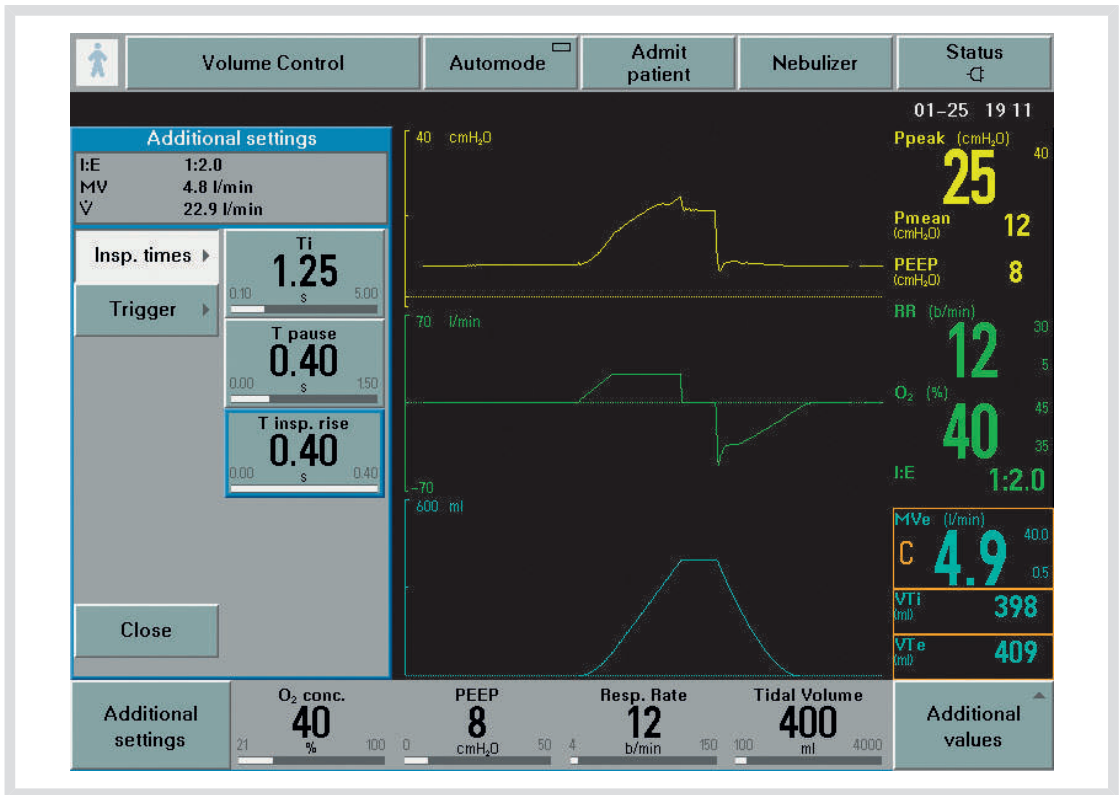 Volume Control
Automode
Admit
patient
Nebulizer
Status
01-25 19 11
Additional settings
I:E 1:2.0
MV 4.8 l/min
V̇ 22.9 l/min
Insp. times
Trigger
Ti
1.25
0.10 s 5.00
T pause
0.40
0.00 s 1.50
T insp. rise
0.40
0.00 s 0.40
Close
40 cmH₂O
70 l/min
-70
600 ml
Ppeak (cmH₂O)
25 40
Pmean
(cmH₂O) 12
PEEP
(cmH₂O) 8
RR (b/min)
12 30
5
O₂ (%)
40 45
35
I:E 1:2.0
MVe (l/min)
C 4.9 40.0
0.5
VTi
(ml) 398
VTe
(ml) 409
Additional
settings
O₂ conc.
40
21 % 100
PEEP
8
0 cmH₂O 50
Resp. Rate
12
4 b/min 150
Tidal Volume
400
100 ml 4000
Additional
values